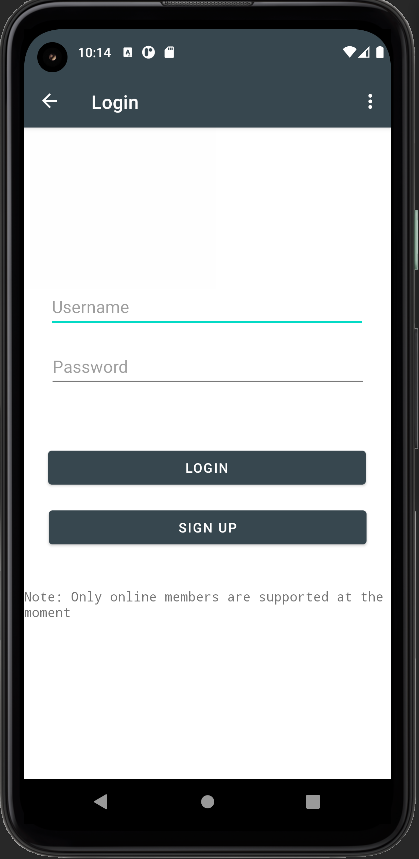 10:14
Login
Username
Password
LOGIN
SIGN UP
Note: Only online members are supported at the
moment